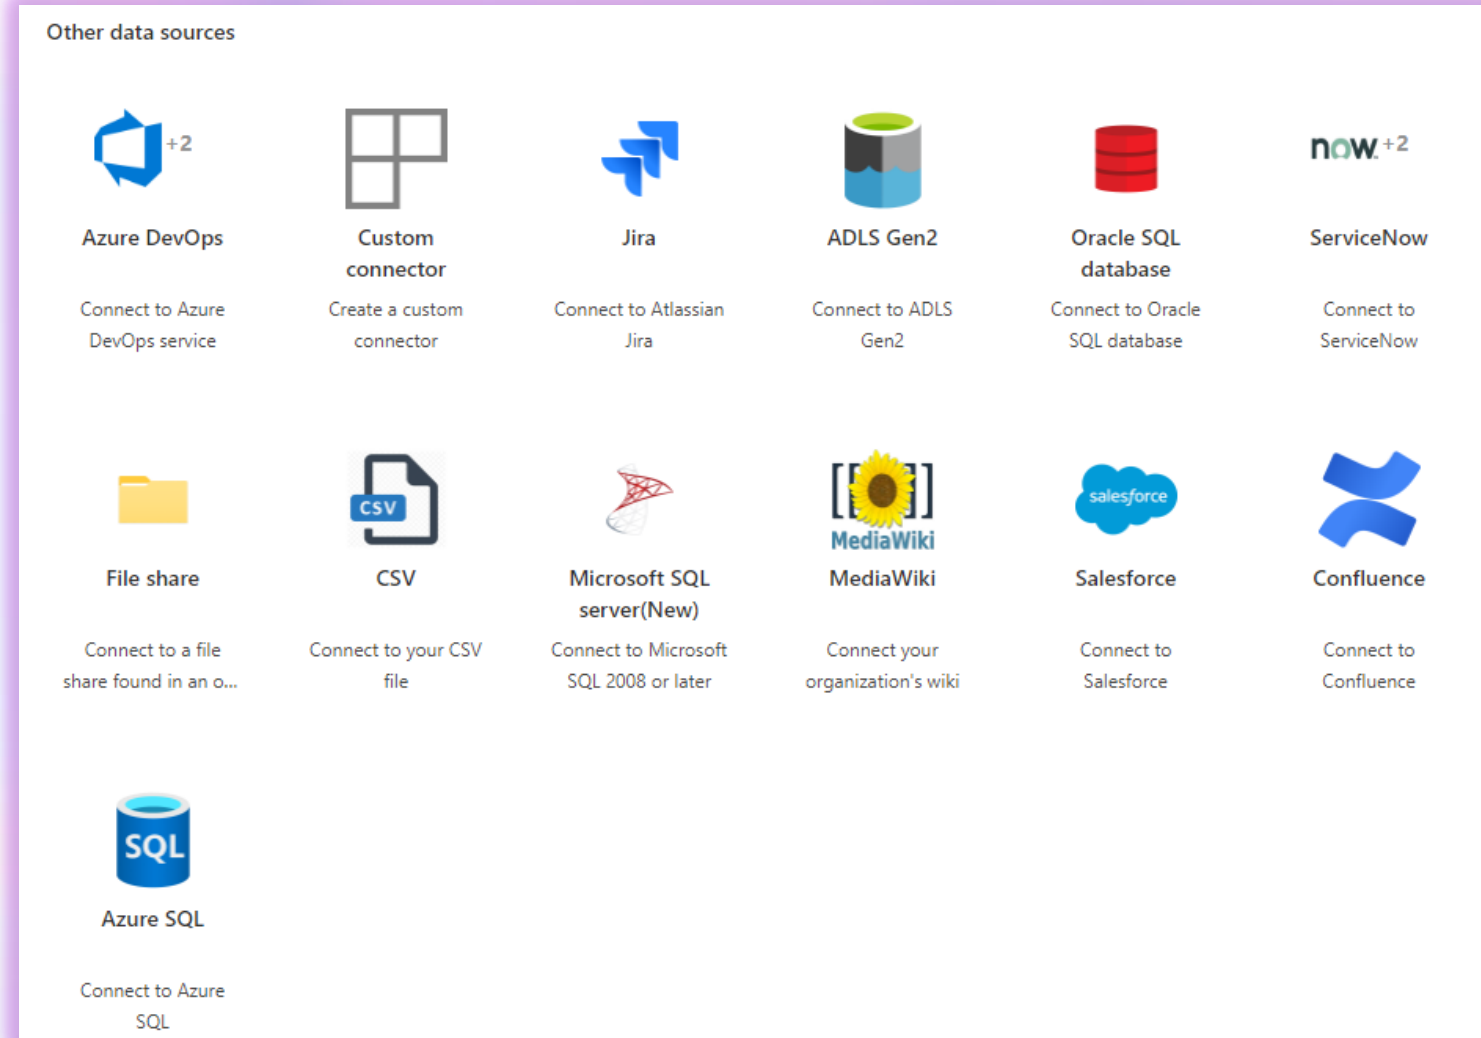 Other data sources
+2
Azure DevOps
Connect to Azure
DevOps service
Custom
connector
Create a custom
connector
Jira
Connect to Atlassian
Jira
ADLS Gen2
Connect to ADLS
Gen2
Oracle SQL
database
Connect to Oracle
SQL database
now. +2
ServiceNow
Connect to
ServiceNow
File share
Connect to a file
share found in an o...
CSV
CSV
Connect to your CSV
file
Microsoft SQL
server(New)
Connect to Microsoft
SQL 2008 or later
[[ ]]
MediaWiki
MediaWiki
Connect your
organization's wiki
salesforce
Salesforce
Connect to
Salesforce
Confluence
Connect to
Confluence
SQL
Azure SQL
Connect to Azure
SQL